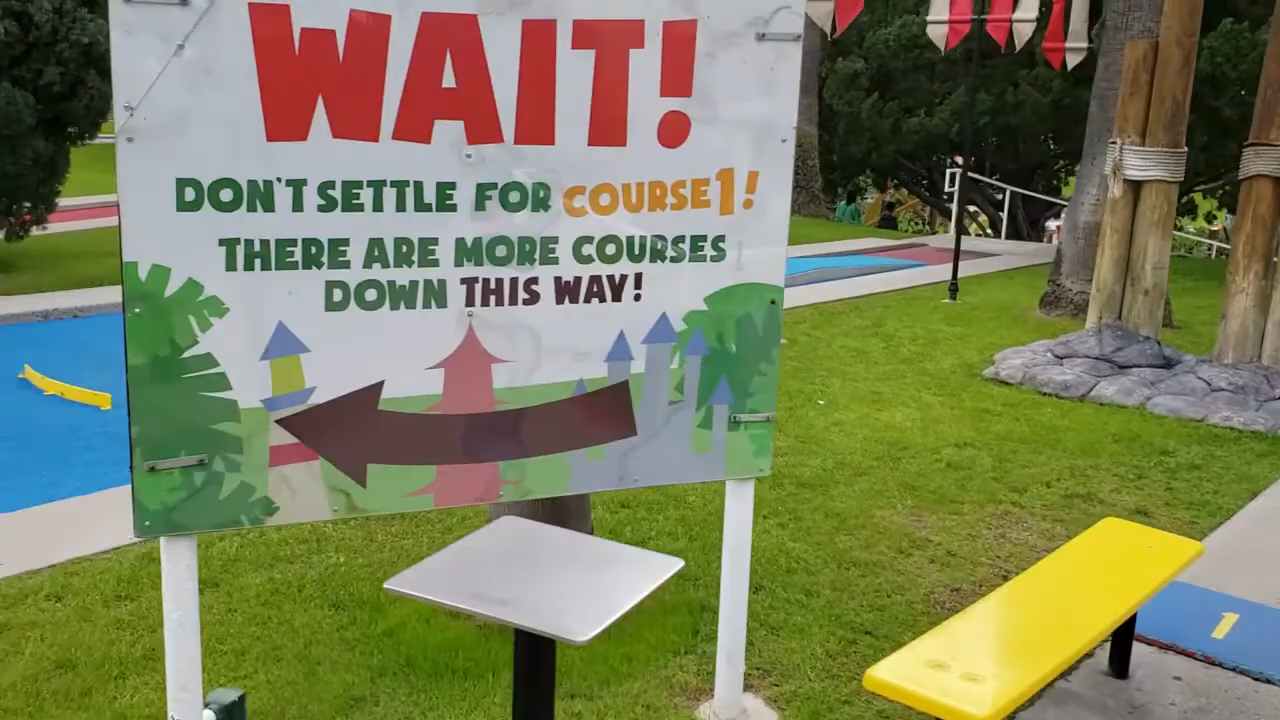 WAIT!
DON'T SETTLE FOR COURSE 1!
THERE ARE MORE COURSES
DOWN THIS WAY!
1